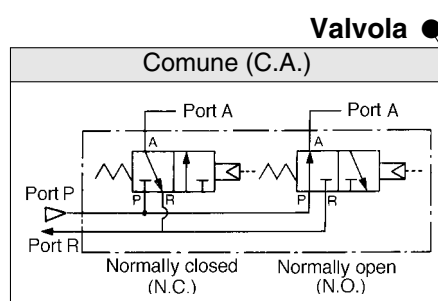 Valvola
Comune (C.A.)
Port A
Port A
A
A
P
R
P
R
Port P
Port R
Normally closed
(N.C.)
Normally open
(N.O.)